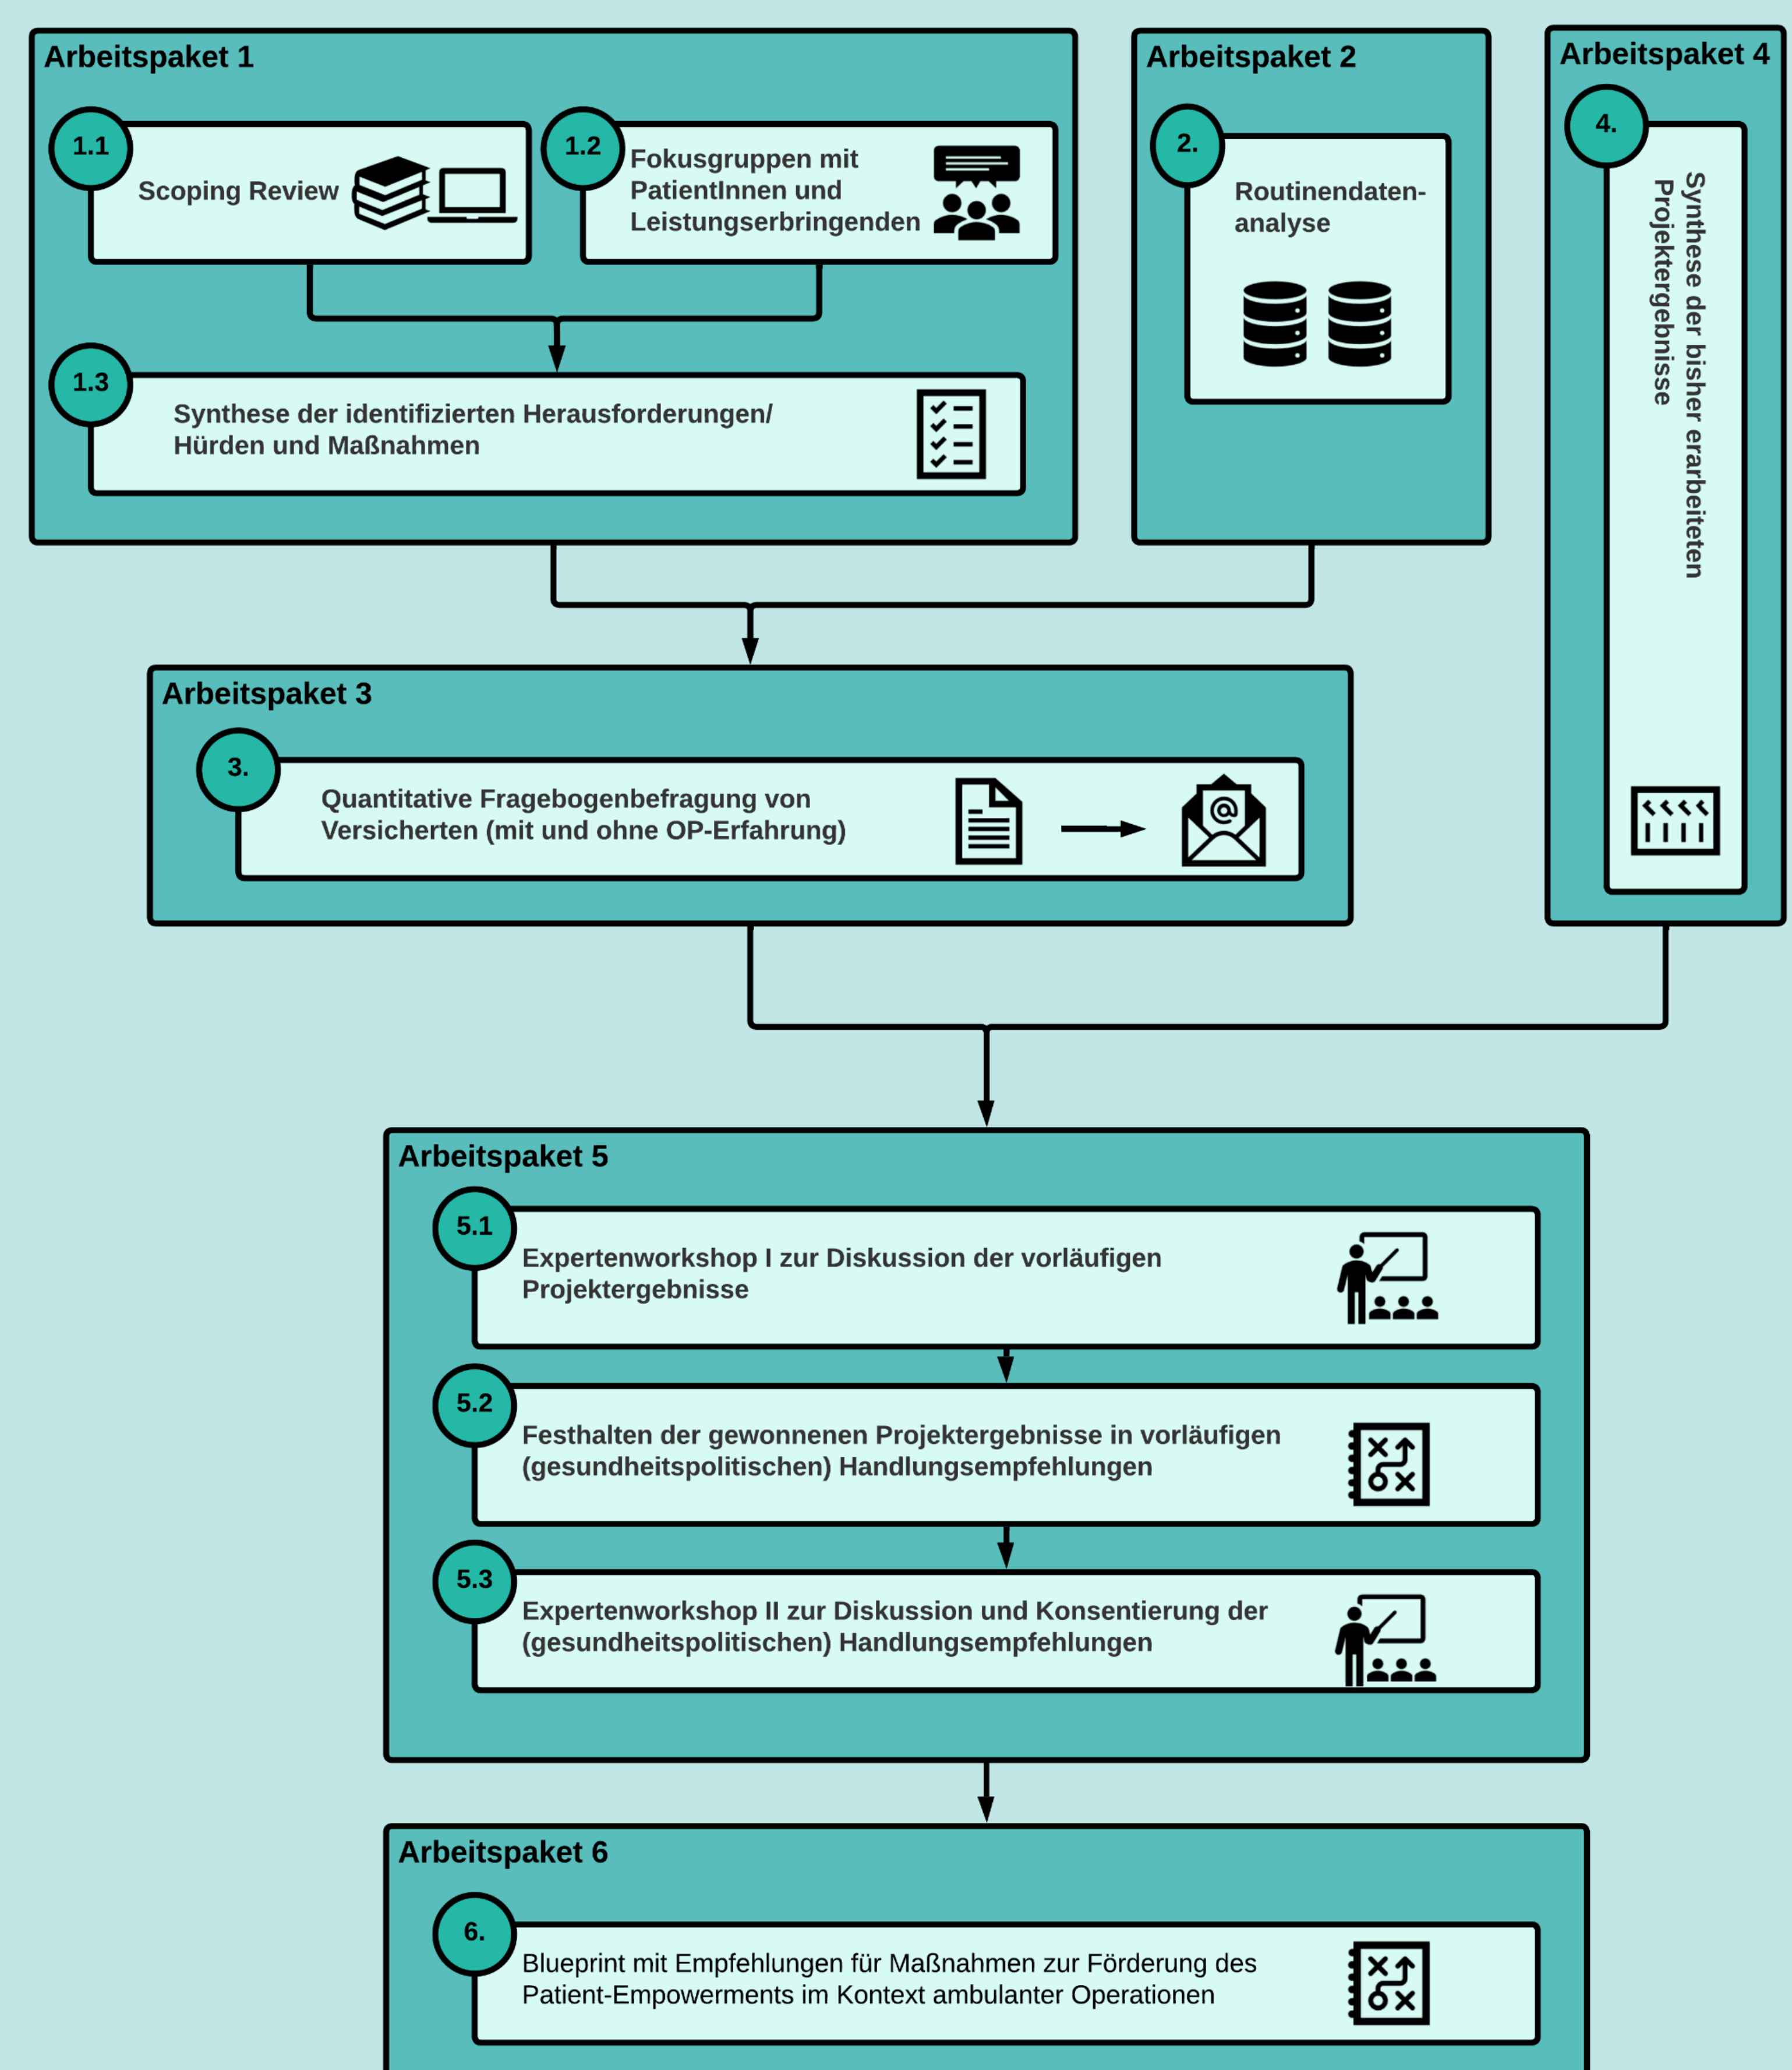 Arbeitspaket 1
1.1
Scoping Review
1.2
Fokusgruppen mit
PatientInnen und
Leistungserbringenden
1.3
Synthese der identifizierten Herausforderungen/
Hürden und Maßnahmen
Arbeitspaket 2
2.
Routinendaten-
analyse
Arbeitspaket 4
4.
Synthese der bisher erarbeiteten
Projektergebnisse
Arbeitspaket 3
3.
Quantitative Fragebogenbefragung von
Versicherten (mit und ohne OP-Erfahrung)
@
Arbeitspaket 5
5.1
Expertenworkshop I zur Diskussion der vorläufigen
Projektergebnisse
5.2
Festhalten der gewonnenen Projektergebnisse in vorläufigen
(gesundheitspolitischen) Handlungsempfehlungen
5.3
Expertenworkshop II zur Diskussion und Konsentierung der
(gesundheitspolitischen) Handlungsempfehlungen
Arbeitspaket 6
6.
Blueprint mit Empfehlungen für Maßnahmen zur Förderung des
Patient-Empowerments im Kontext ambulanter Operationen